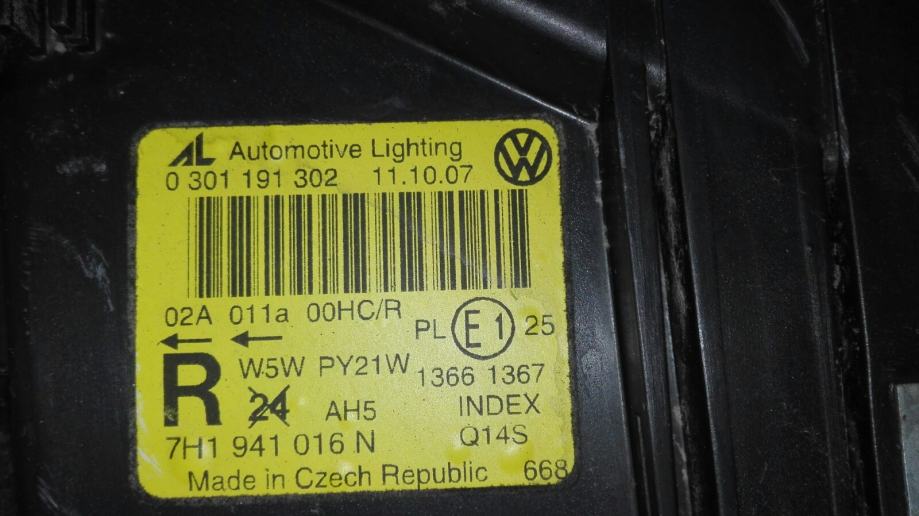 AL Automotive Lighting
0 301 191 302 11.10.07
02A 011a 00HC/R
PL E1 25
R W5W PY21W 1366 1367
24 AH5 INDEX
7H1 941 016 N Q14S
Made in Czech Republic 668